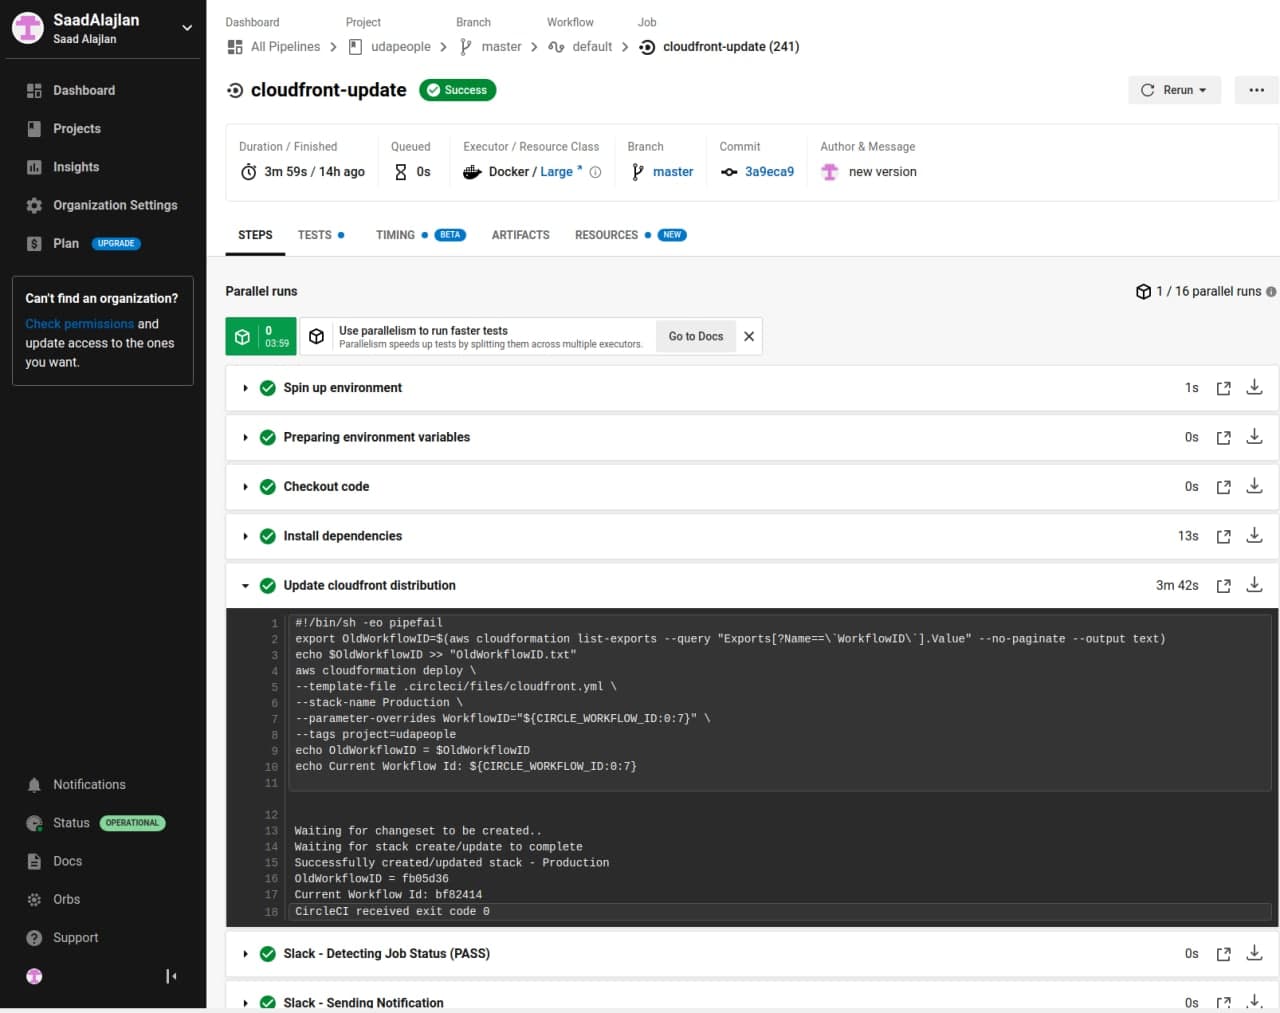 SaadAlajlan
Saad Alajlan
Dashboard
Projects
Insights
Organization Settings
Plan UPGRADE
Can't find an organization?
Check permissions and
update access to the ones
you want.
Notifications
Status OPERATIONAL
Docs
Orbs
Support
Dashboard Project Branch Workflow Job
All Pipelines udapeople master default cloudfront-update (241)
cloudfront-update Success Rerun
Duration / Finished Queued Executor / Resource Class Branch Commit Author & Message
3m 59s / 14h ago 0s Docker / Large master 3a9eca9 new version
STEPS TESTS TIMING BETA ARTIFACTS RESOURCES NEW
Parallel runs 1 / 16 parallel runs
0
03:59
Use parallelism to run faster tests
Parallelism speeds up tests by splitting them across multiple executors.
Go to Docs
Spin up environment 1s
Preparing environment variables 0s
Checkout code 0s
Install dependencies 13s
Update cloudfront distribution 3m 42s
1 #!/bin/sh -eo pipefail
2 export OldWorkflowID=$(aws cloudformation list-exports --query "Exports[?Name==\`WorkflowID\`].Value" --no-paginate --output text)
3 echo $OldWorkflowID >> "OldWorkflowID.txt"
4 aws cloudformation deploy \
5 --template-file .circleci/files/cloudfront.yml \
6 --stack-name Production \
7 --parameter-overrides WorkflowID="${CIRCLE_WORKFLOW_ID:0:7}" \
8 --tags project=udapeople
9 echo OldWorkflowID = $OldWorkflowID
10 echo Current Workflow Id: ${CIRCLE_WORKFLOW_ID:0:7}
11
12
13 Waiting for changeset to be created..
14 Waiting for stack create/update to complete
15 Successfully created/updated stack - Production
16 OldWorkflowID = fb05d36
17 Current Workflow Id: bf82414
18 CircleCI received exit code 0
Slack - Detecting Job Status (PASS) 0s
Slack - Sending Notification 0s